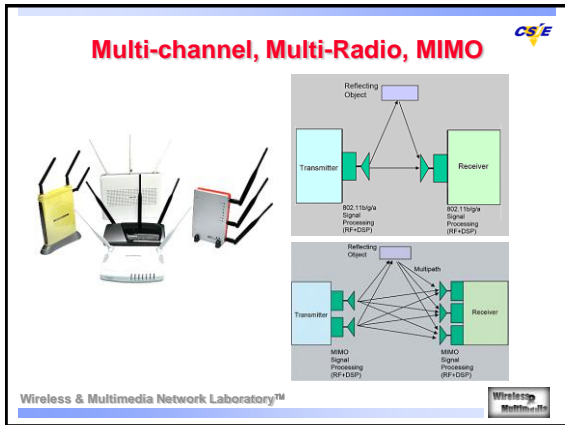 CSIE
Multi-channel, Multi-Radio, MIMO
Reflecting
Object
Transmitter
Receiver
802.11b/g/a
Signal
Processing
(RF+DSP)
802.11b/g/a
Signal
Processing
(RF+DSP)
Reflecting
Object
Multipath
Transmitter
Receiver
MIMO
Signal
Processing
(RF+DSP)
MIMO
Signal
Processing
(RF+DSP)
Wireless & Multimedia Network Laboratory™
Wireless
Multimedia